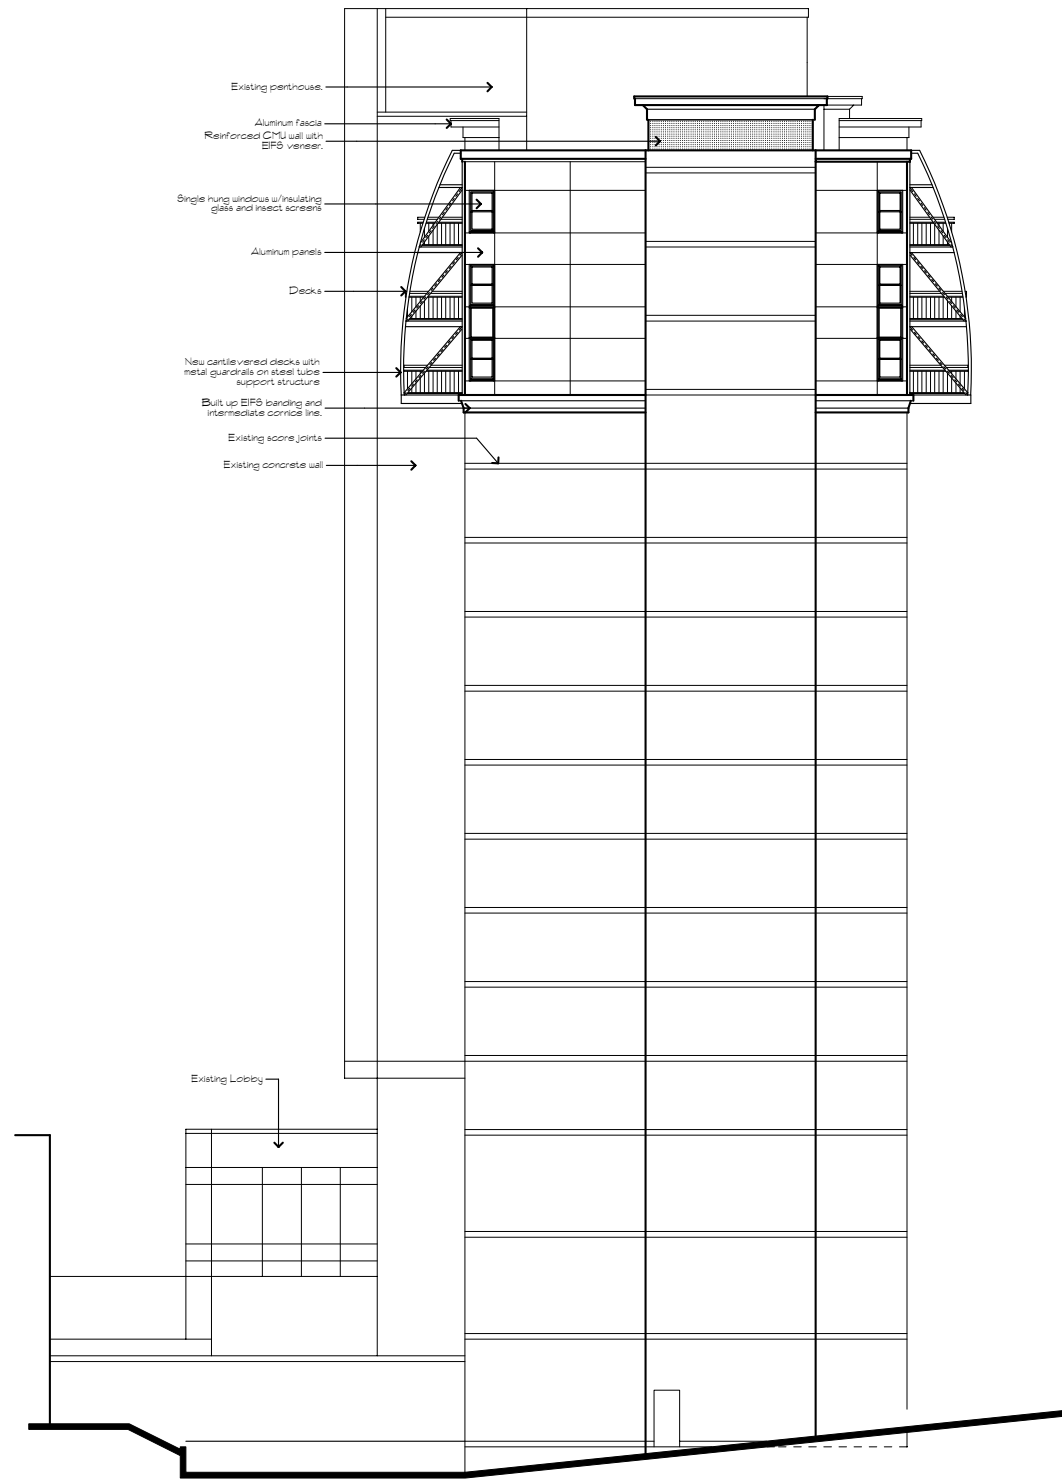 Existing penthouse.
Aluminum fascia
Reinforced CMU wall with
EIFS veneer.
Single hung windows w/insulating
glass and insect screens
Aluminum panels
Decks
New cantilevered decks with
metal guardrails on steel tube
support structure
Built up EIFS banding and
intermediate cornice line.
Existing score joints
Existing concrete wall
Existing Lobby